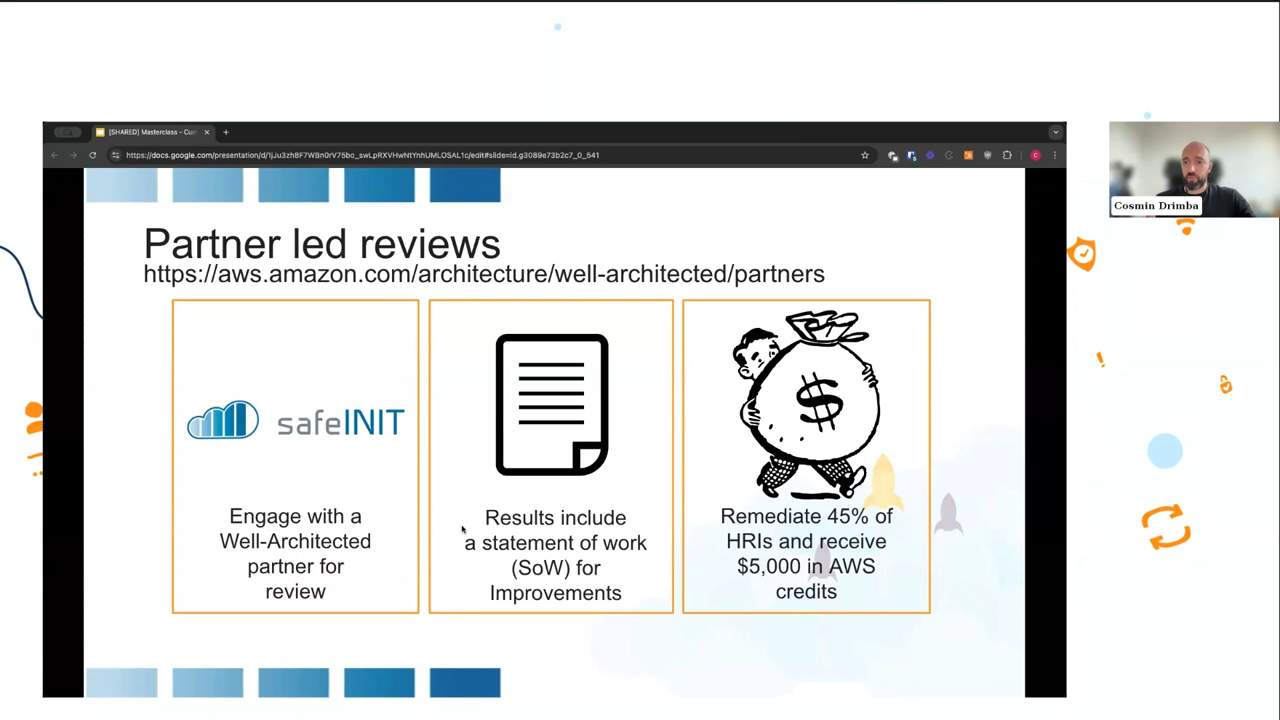 [SHARED] Masterclass - Cus
Cosmin Drimba
Partner led reviews
https://aws.amazon.com/architecture/well-architected/partners
safeINIT
Engage with a
Well-Architected
partner for
review
Results include
a statement of work
(SoW) for
Improvements
$
Remediate 45% of
HRIs and receive
$5,000 in AWS
credits